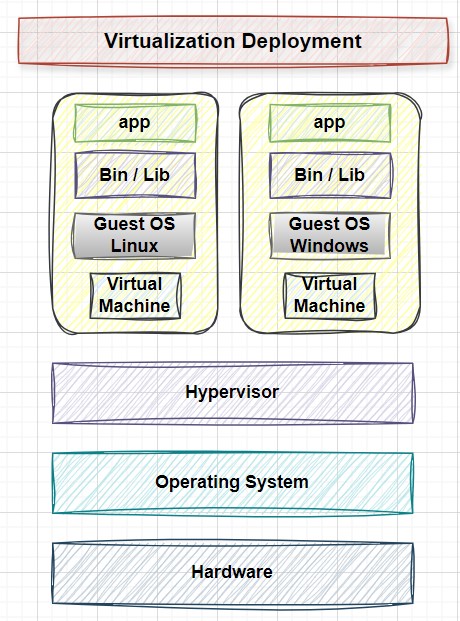 Virtualization Deployment
app
Bin / Lib
Guest OS
Linux
Virtual
Machine
app
Bin / Lib
Guest OS
Windows
Virtual
Machine
Hypervisor
Operating System
Hardware